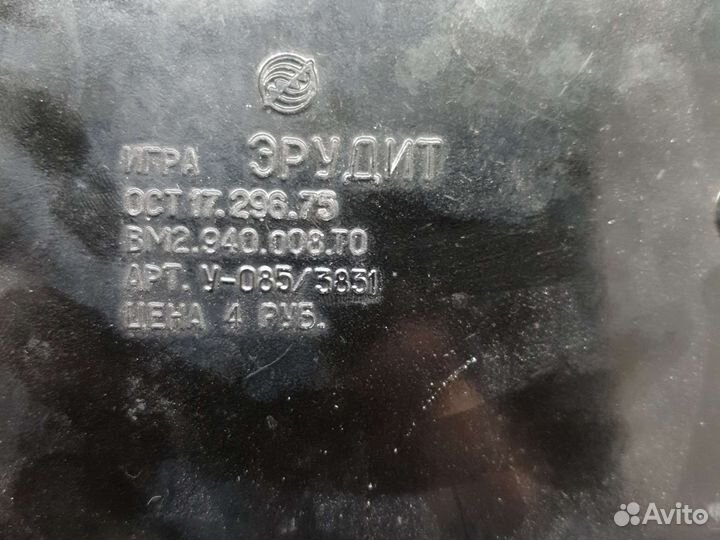 ИГРА ЭРУДИТ
ОСТ 17.296.75
ВМ2.940.008.ТО
АРТ. У-085/3831
ЦЕНА 4 РУБ.
Avito